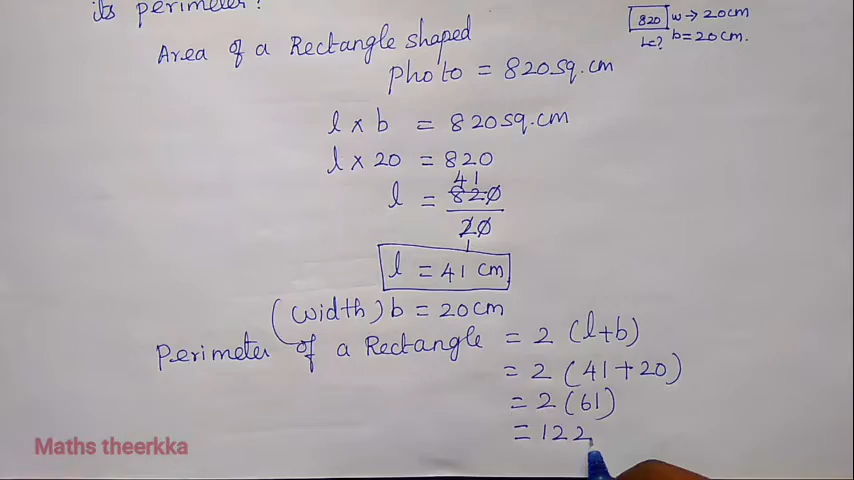 its perimeter?
Area of a Rectangle shaped
photo = 820sq.cm
820 w → 20cm
b = 20cm.
l × b = 820sq.cm
l × 20 = 820
41
l = 820
20
1
l = 41 cm
(width) b = 20cm
Perimeter of a Rectangle = 2 (l+b)
= 2 (41+20)
= 2 (61)
= 122
Maths theerkka